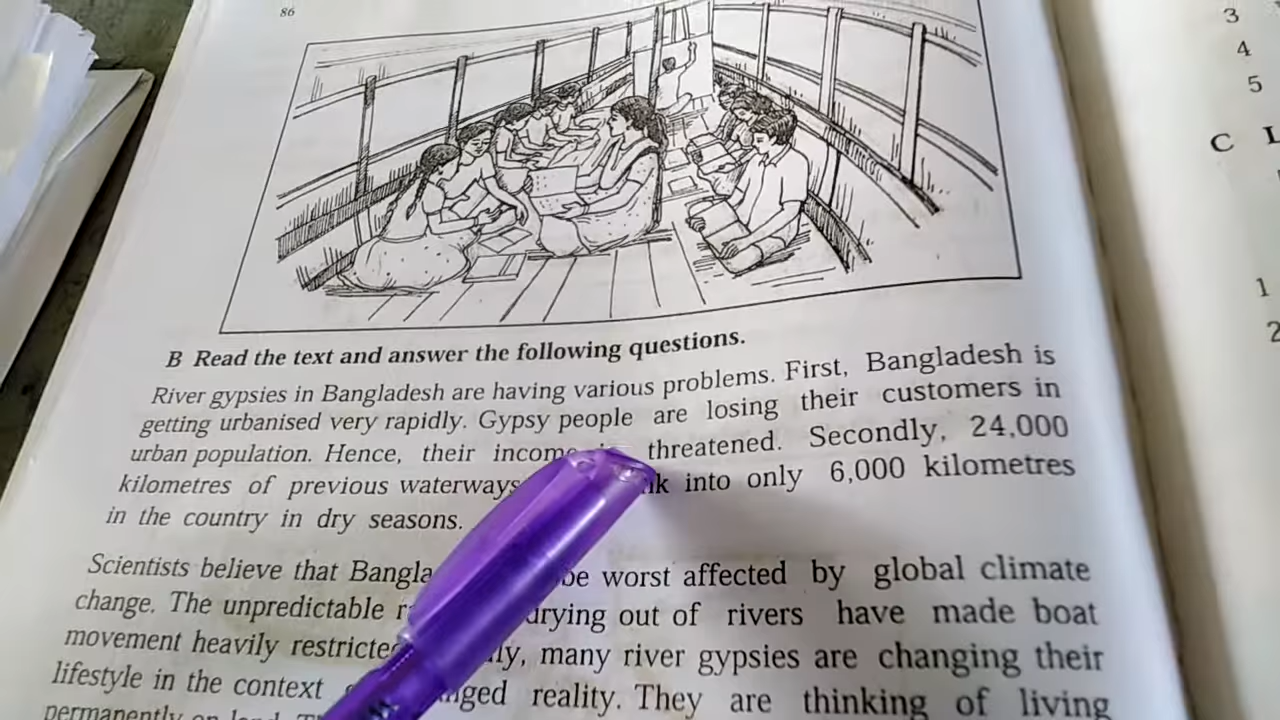 86
B Read the text and answer the following questions.
River gypsies in Bangladesh are having various problems. First, Bangladesh is
getting urbanised very rapidly. Gypsy people are losing their customers in
urban population. Hence, their income threatened. Secondly, 24,000
kilometres of previous waterways into only 6,000 kilometres
in the country in dry seasons.
Scientists believe that be worst affected by global climate
change. The unpredictable drying out of rivers have made boat
movement heavily many river gypsies are changing their
lifestyle in the context reality. They are thinking of living
permanently on land.
3
4
5
C
1
2